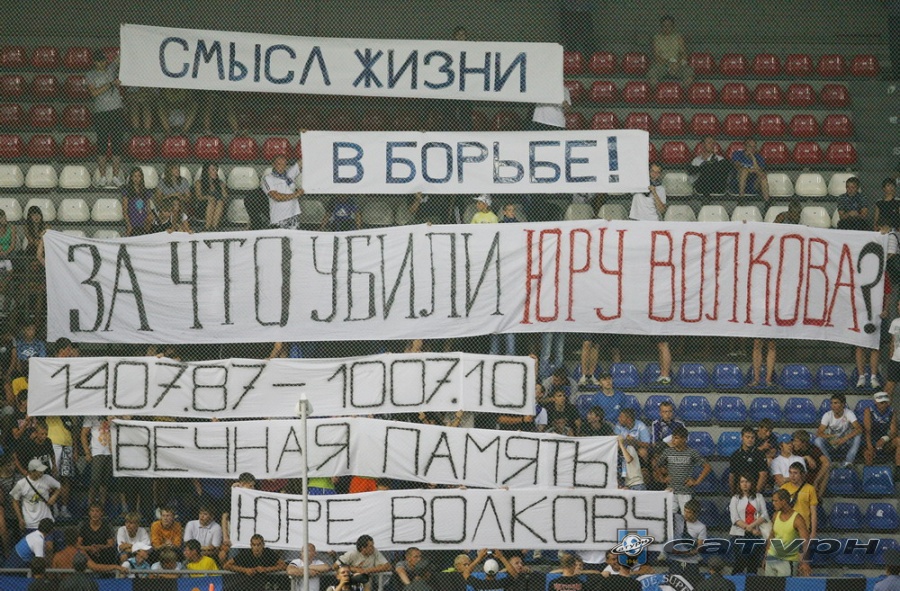 СМЫСЛ ЖИЗНИ
В БОРЬБЕ!
ЗА ЧТО УБИЛИ ЮРУ ВОЛКОВА?
14.07.87 – 10.07.10
ВЕЧНАЯ ПАМЯТЬ
ЮРЕ ВОЛКОВУ
САТУРН